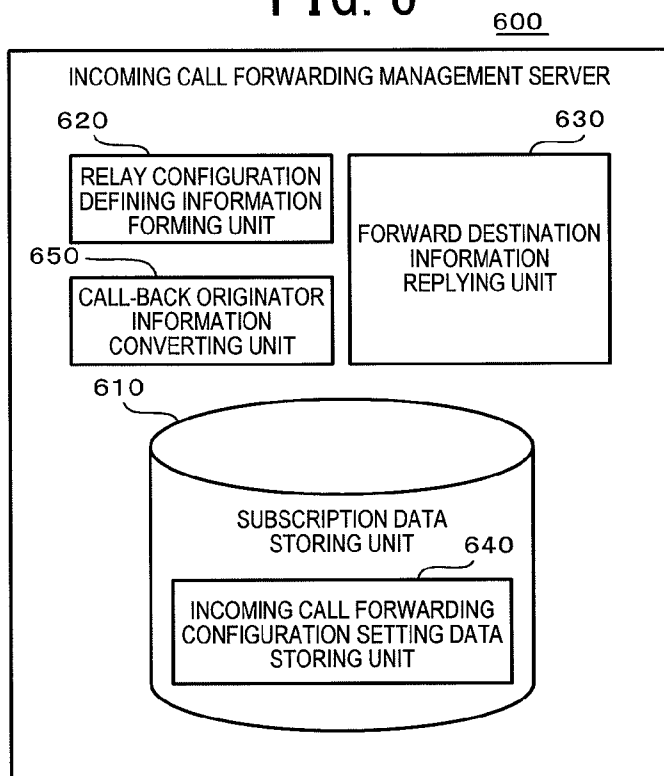 FIG. 6
600
INCOMING CALL FORWARDING MANAGEMENT SERVER
620
630
RELAY CONFIGURATION
DEFINING INFORMATION
FORMING UNIT
FORWARD DESTINATION
INFORMATION
REPLYING UNIT
650
CALL-BACK ORIGINATOR
INFORMATION
CONVERTING UNIT
610
SUBSCRIPTION DATA
STORING UNIT
640
INCOMING CALL FORWARDING
CONFIGURATION SETTING DATA
STORING UNIT